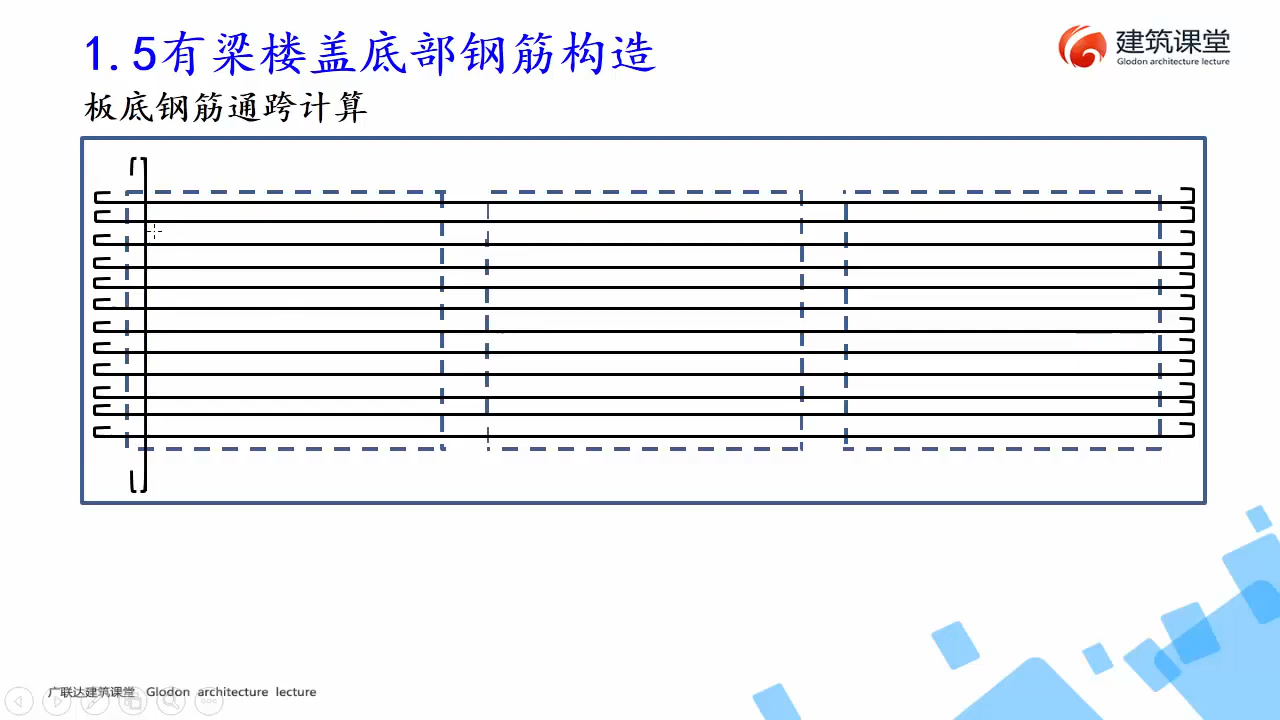 1.5有梁楼盖底部钢筋构造
建筑课堂
Glodon architecture lecture
板底钢筋通跨计算
广联达建筑课堂 Glodon architecture lecture